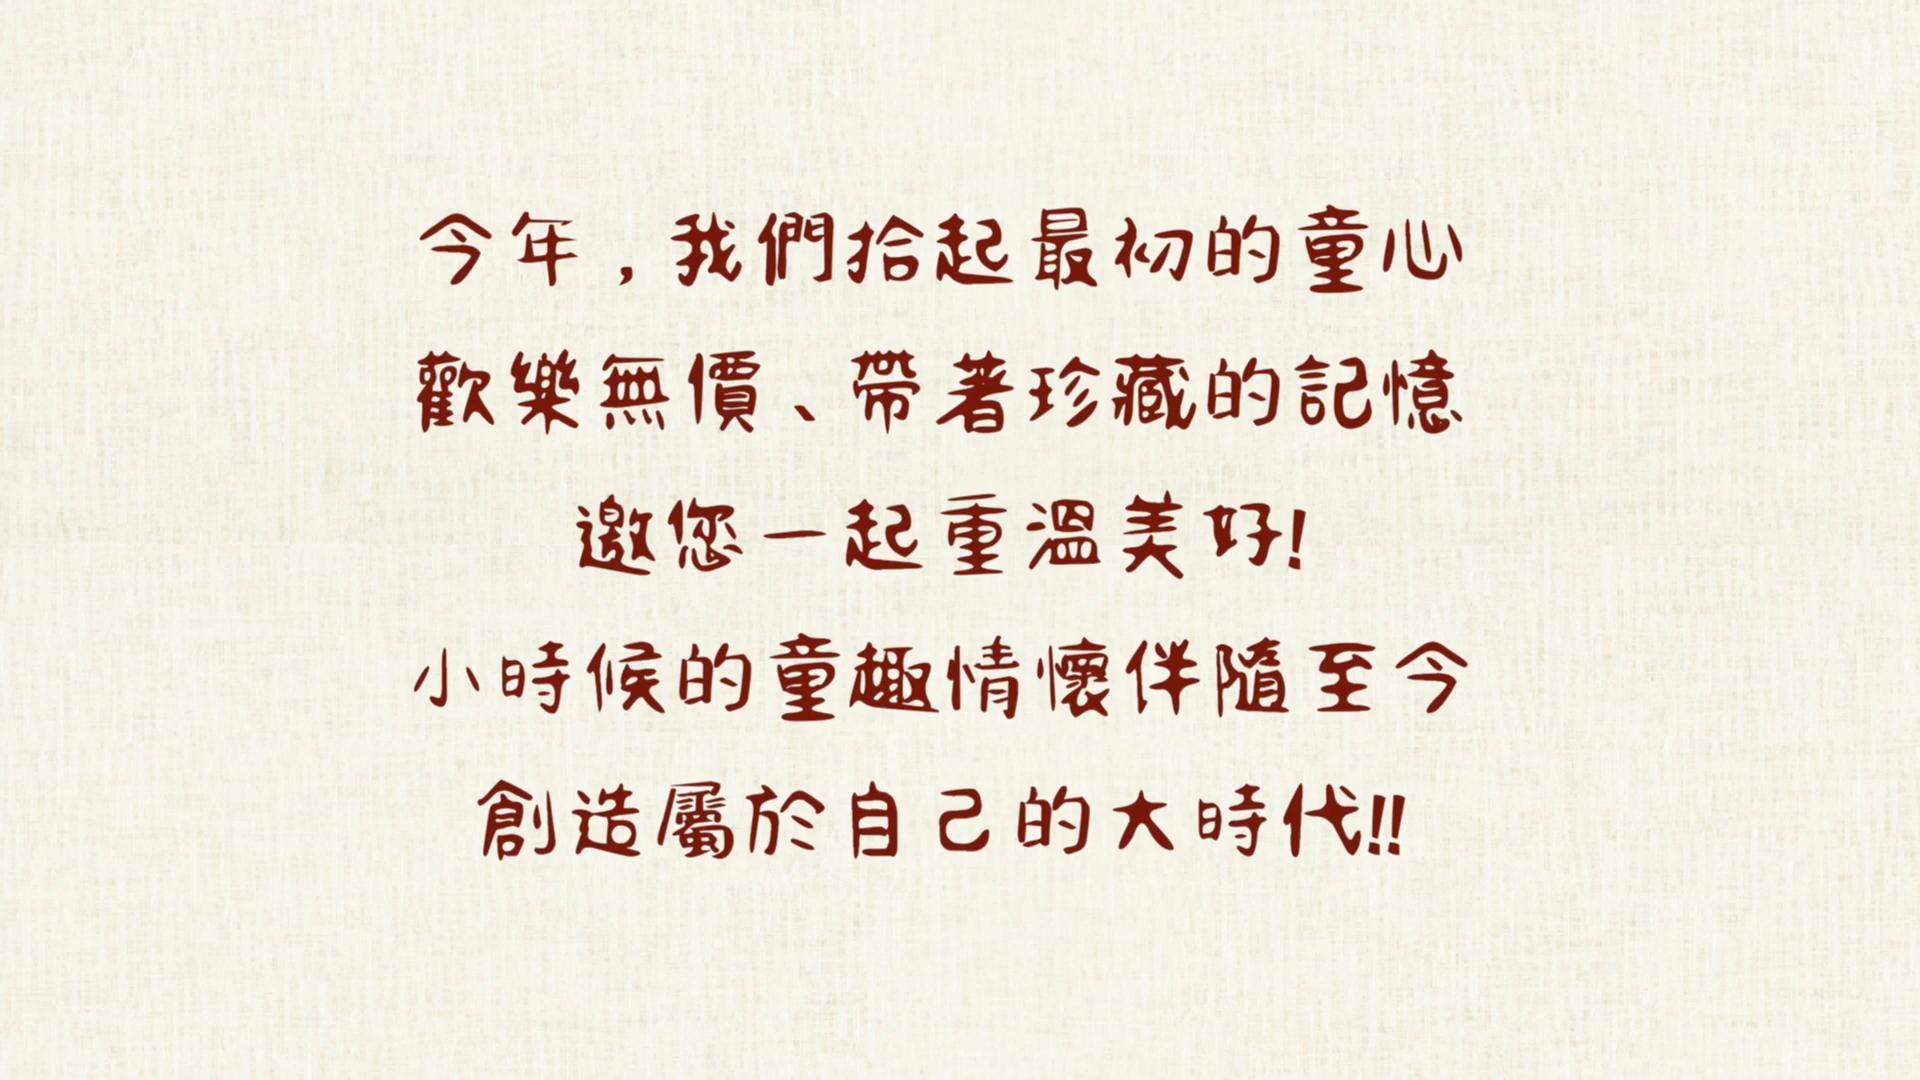 今年，我們拾起最初的童心
歡樂無價、帶著珍藏的記憶
邀您一起重溫美好!
小時候的童趣情懷伴隨至今
創造屬於自己的大時代!!